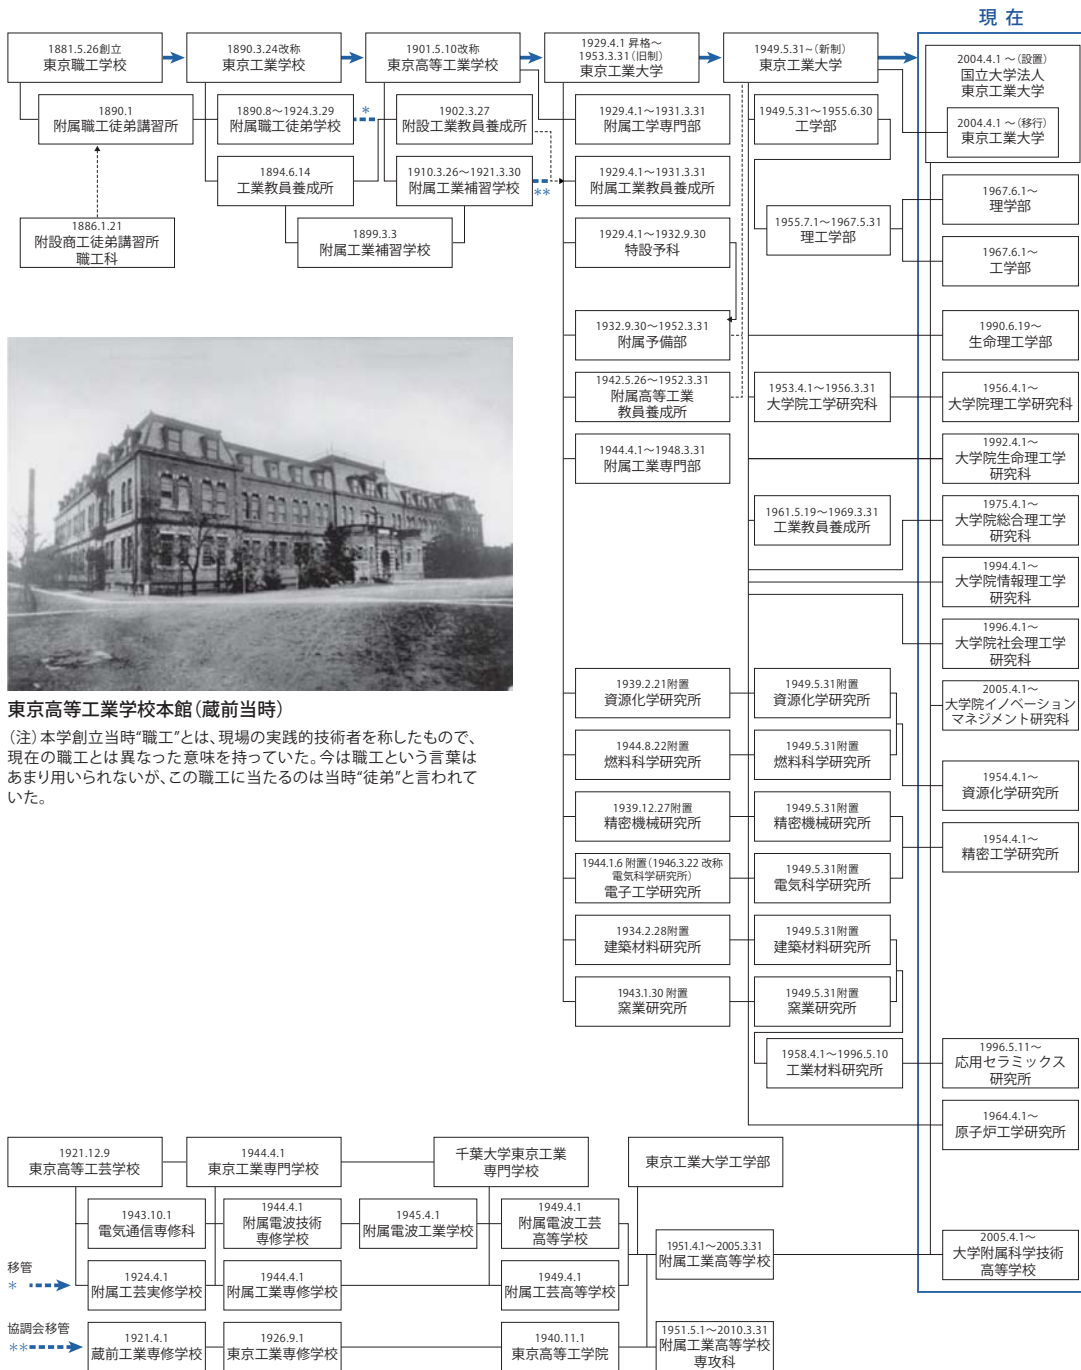 現 在
1881.5.26創立
東京職工学校
1890.3.24改称
東京工業学校
1901.5.10改称
東京高等工業学校
1929.4.1 昇格～
1953.3.31(旧制)
東京工業大学
1949.5.31～(新制)
東京工業大学
2004.4.1 ～(設置)
国立大学法人
東京工業大学
2004.4.1 ～(移行)
東京工業大学
1890.1
附属職工徒弟講習所
1886.1.21
附設商工徒弟講習所
職工科
1890.8～1924.3.29
附属職工徒弟学校
*
1894.6.14
工業教員養成所
1899.3.3
附属工業補習学校
1902.3.27
附設工業教員養成所
1910.3.26～1921.3.30
附属工業補習学校
**
1929.4.1～1931.3.31
附属工学専門部
1929.4.1～1931.3.31
附属工業教員養成所
1929.4.1～1932.9.30
特設予科
1932.9.30～1952.3.31
附属予備部
1942.5.26～1952.3.31
附属高等工業
教員養成所
1944.4.1～1948.3.31
附属工業専門部
1949.5.31～1955.6.30
工学部
1955.7.1～1967.5.31
理工学部
1953.4.1～1956.3.31
大学院工学研究科
1961.5.19～1969.3.31
工業教員養成所
1967.6.1～
理学部
1967.6.1～
工学部
1990.6.19～
生命理工学部
1956.4.1～
大学院理工学研究科
1992.4.1～
大学院生命理工学
研究科
1975.4.1～
大学院総合理工学
研究科
1994.4.1～
大学院情報理工学
研究科
1996.4.1～
大学院社会理工学
研究科
2005.4.1～
大学院イノベーション
マネジメント研究科
東京高等工業学校本館(蔵前当時)
(注)本学創立当時“職工”とは、現場の実践的技術者を称したもので、
現在の職工とは異なった意味を持っていた。今は職工という言葉は
あまり用いられないが、この職工に当たるのは当時“徒弟”と言われて
いた。
1939.2.21附置
資源化学研究所
1944.8.22附置
燃料科学研究所
1939.12.27附置
精密機械研究所
1944.1.6 附置(1946.3.22 改称
電気科学研究所)
電子工学研究所
1934.2.28附置
建築材料研究所
1943.1.30 附置
窯業研究所
1949.5.31附置
資源化学研究所
1949.5.31附置
燃料科学研究所
1949.5.31附置
精密機械研究所
1949.5.31附置
電気科学研究所
1949.5.31附置
建築材料研究所
1949.5.31附置
窯業研究所
1958.4.1～1996.5.10
工業材料研究所
1954.4.1～
資源化学研究所
1954.4.1～
精密工学研究所
1996.5.11～
応用セラミックス
研究所
1964.4.1～
原子炉工学研究所
1921.12.9
東京高等工芸学校
1944.4.1
東京工業専門学校
千葉大学東京工業
専門学校
東京工業大学工学部
1943.10.1
電気通信専修科
1944.4.1
附属電波技術
専修学校
1945.4.1
附属電波工業学校
1949.4.1
附属電波工芸
高等学校
移管
*
1924.4.1
附属工芸実修学校
1944.4.1
附属工業専修学校
1949.4.1
附属工芸高等学校
1951.4.1～2005.3.31
附属工業高等学校
2005.4.1～
大学附属科学技術
高等学校
協調会移管
**
1921.4.1
蔵前工業専修学校
1926.9.1
東京工業専修学校
1940.11.1
東京高等工学院
1951.5.1～2010.3.31
附属工業高等学校
専攻科